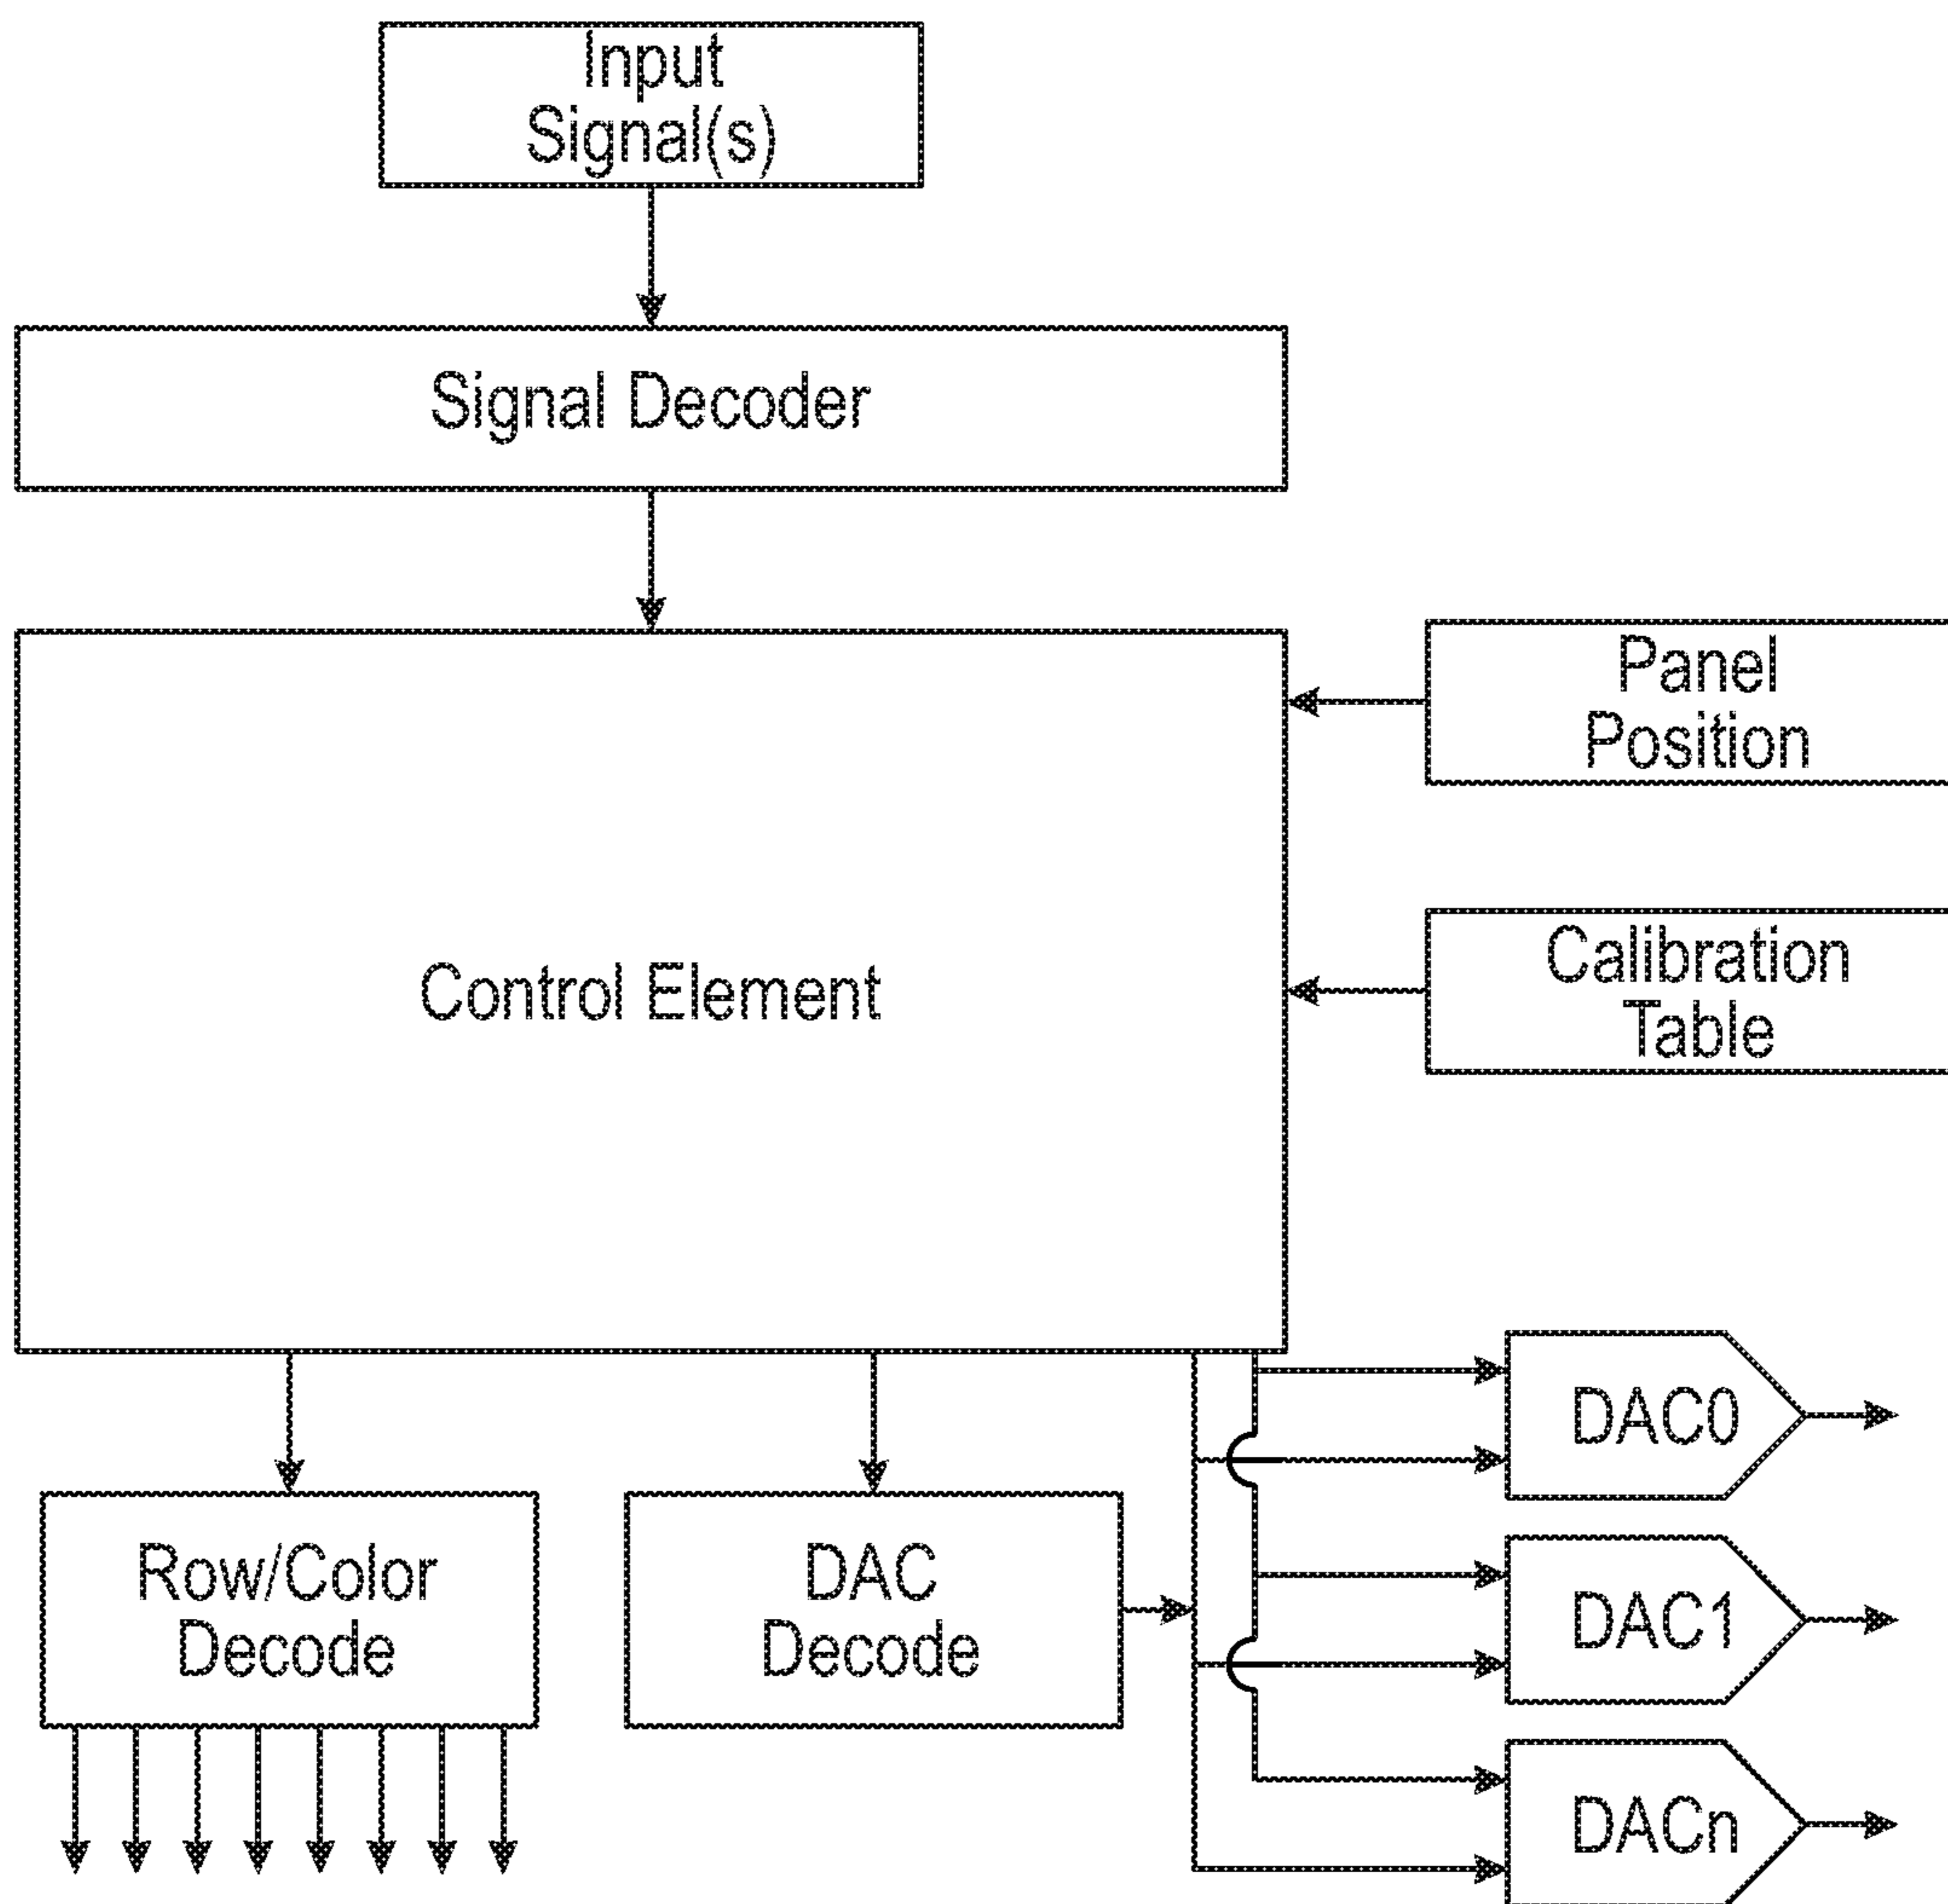 Input
Signal(s)
Signal Decoder
Panel
Position
Control Element
Calibration
Table
DAC0
Row/Color
Decode
DAC
Decode
DAC1
DACn